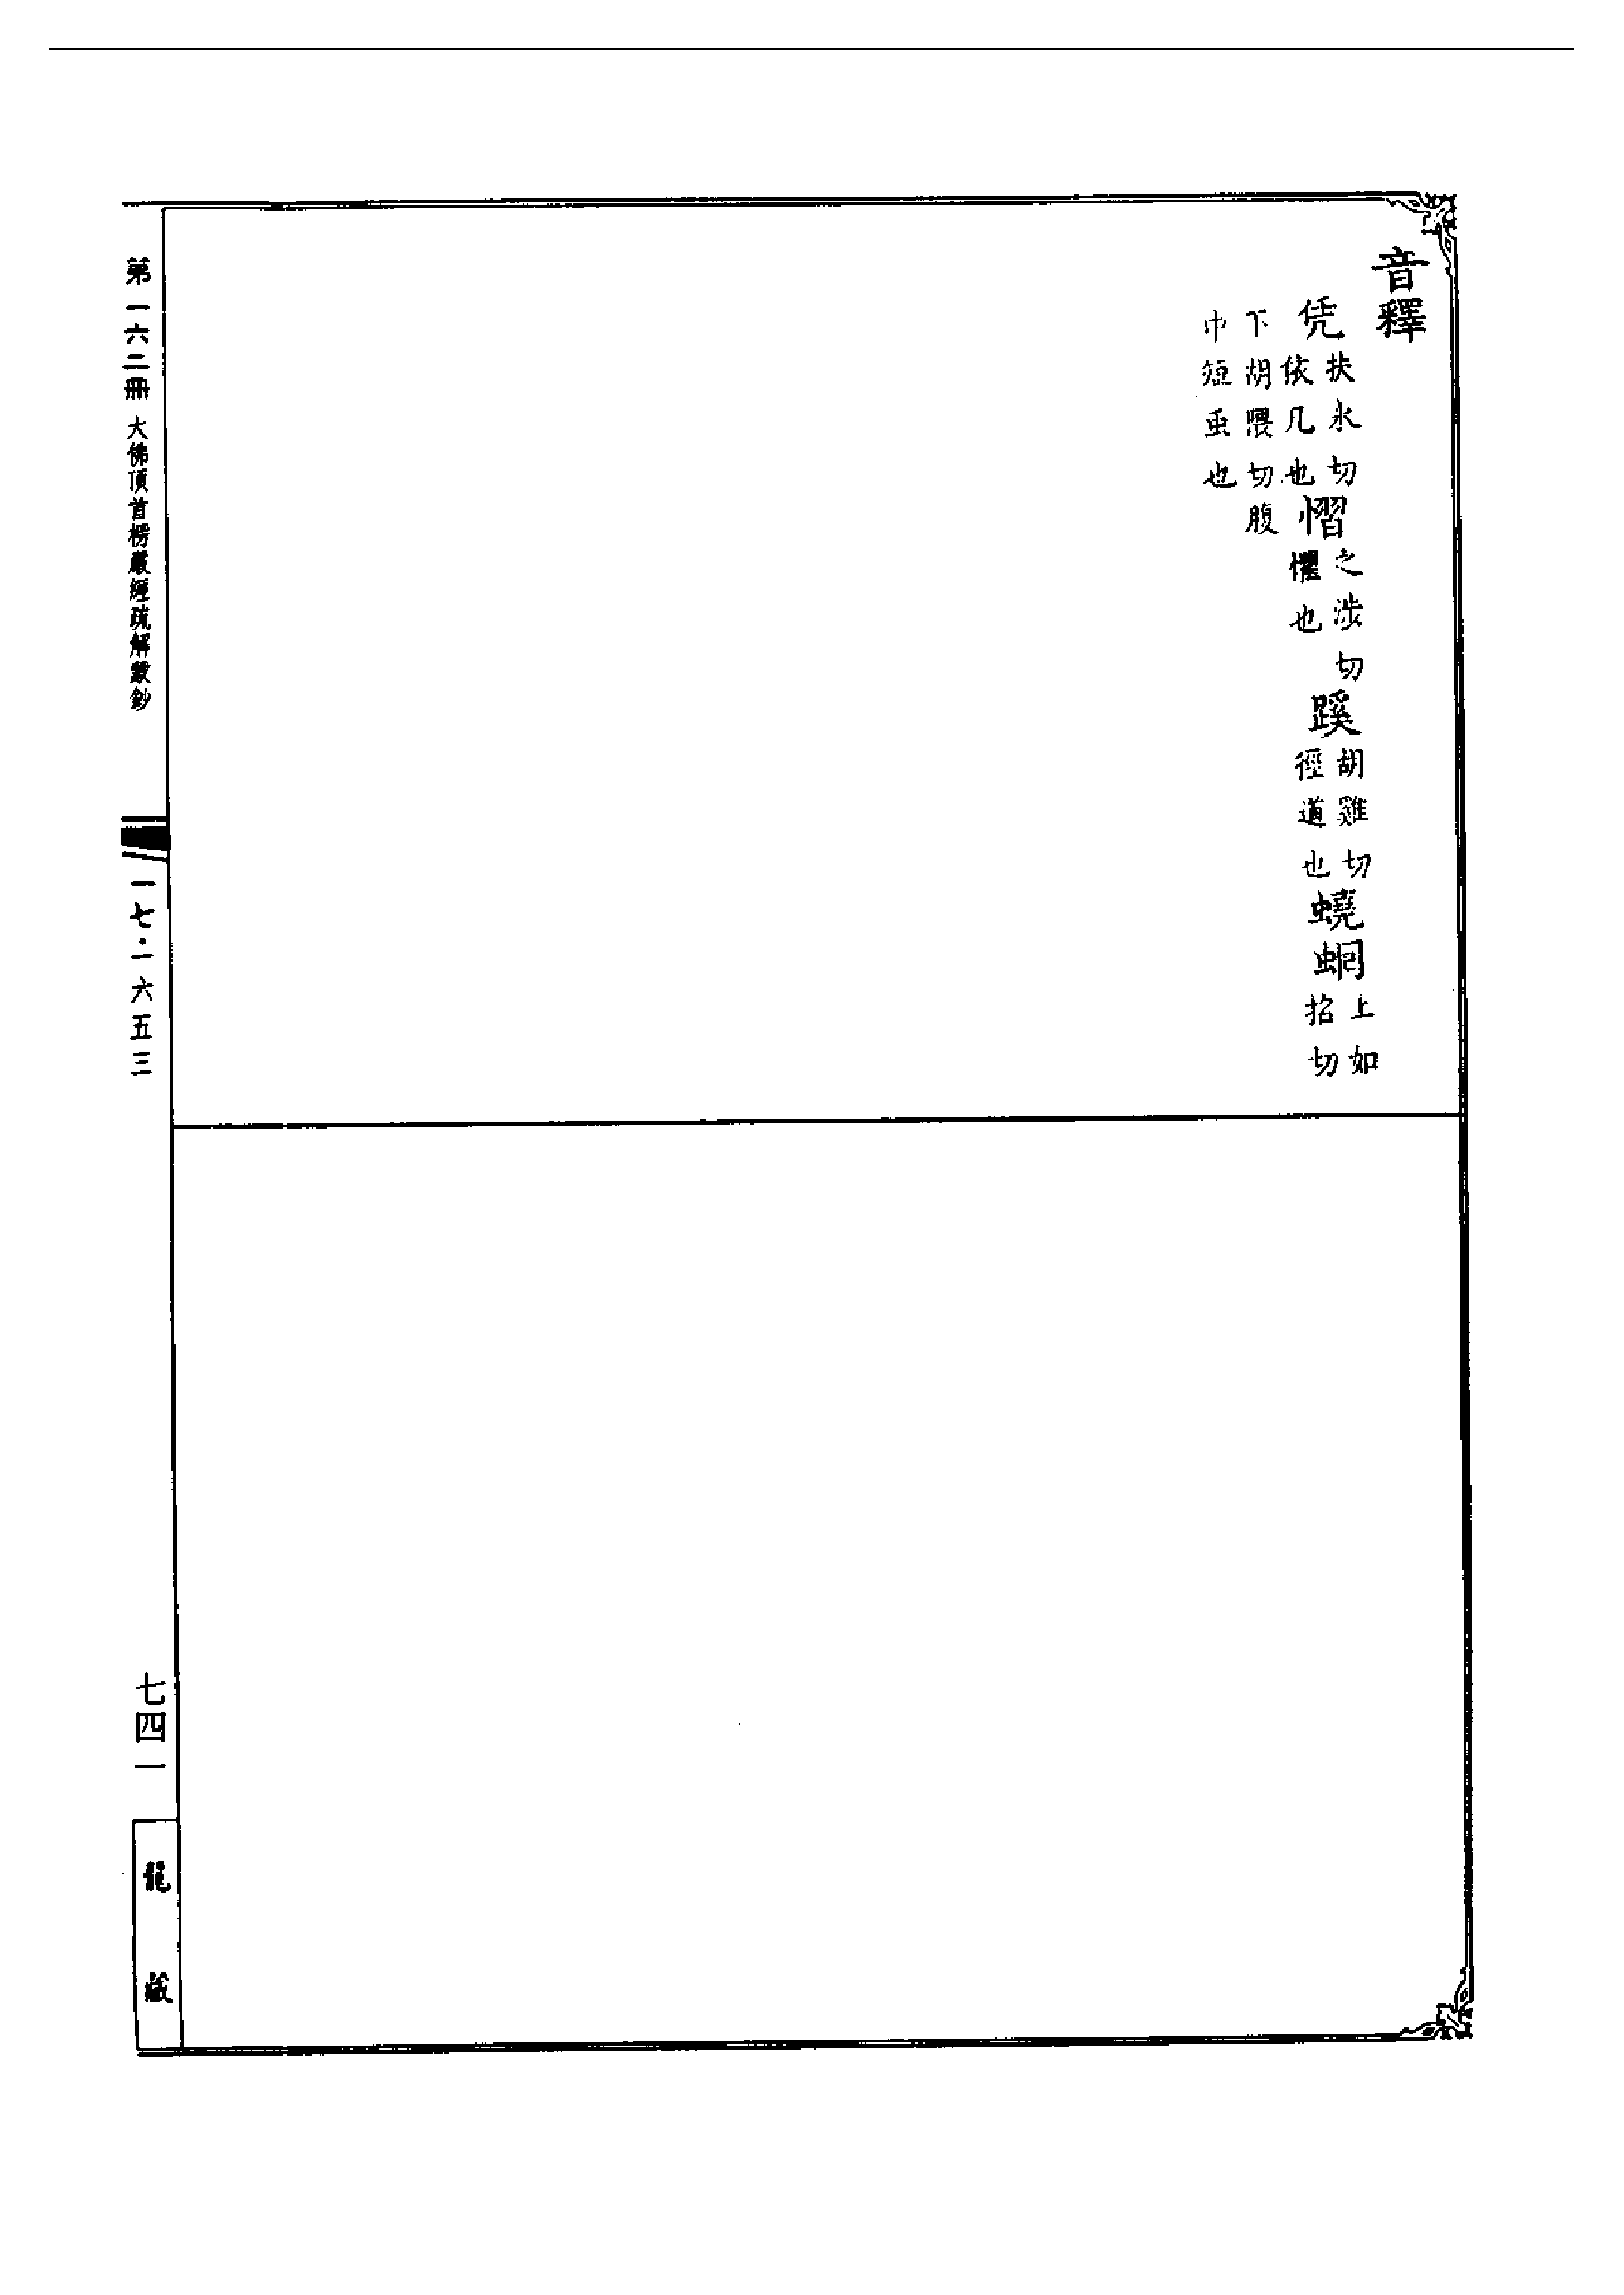 音釋
凭扶氷切依几也慴之涉切懼也蹊胡雞切徑道也蟯蛔上如招切
下胡隈切腹中短虫也
第一六二冊 大佛頂首楞嚴經疏解蒙鈔
一七·一六五三
七四一
龍藏